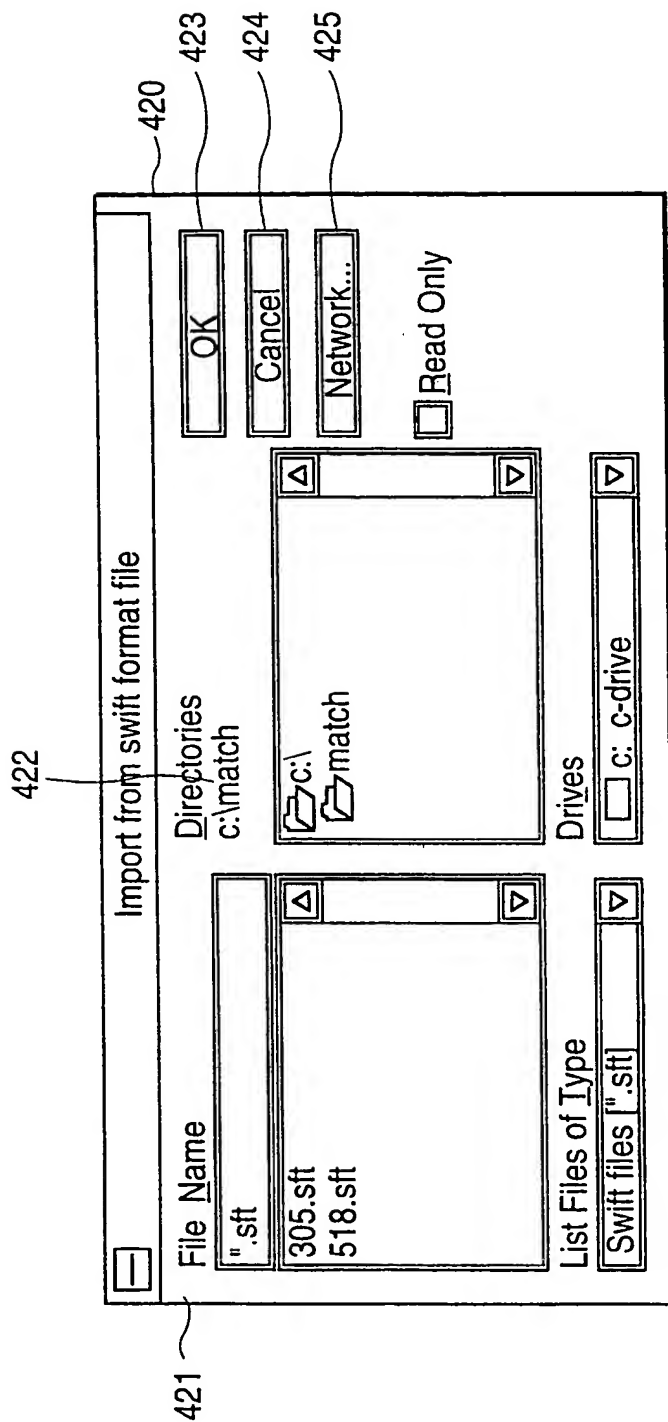 420
Import from swift format file
421
File Name
".sft
305.sft
518.sft
List Files of Type
Swift files [".sft]
422
Directories
c:\match
c:\
match
Drives
c: c-drive
OK
423
Cancel
424
Network...
425
Read Only